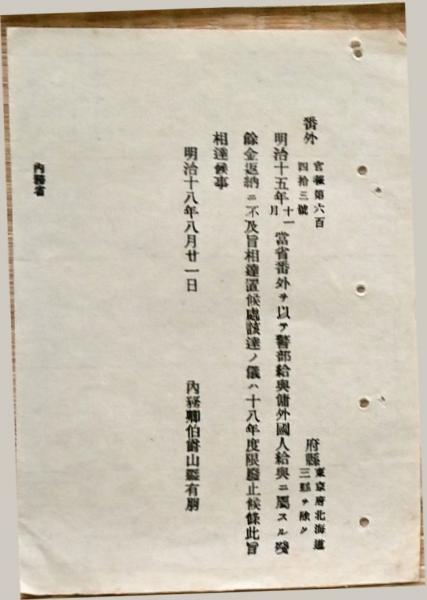 番外 官報第六百四拾三號 府縣 東京府北海道三縣ヲ除ク
明治十五年十一月當省番外ヲ以テ警部給與傭外國人給與ニ屬スル殘
餘金返納ニ不及旨相達置候處該達ノ儀ハ十八年度限廢止候條此旨
相達候事
明治十八年八月廿一日 內務卿伯爵山縣有朋
內務省